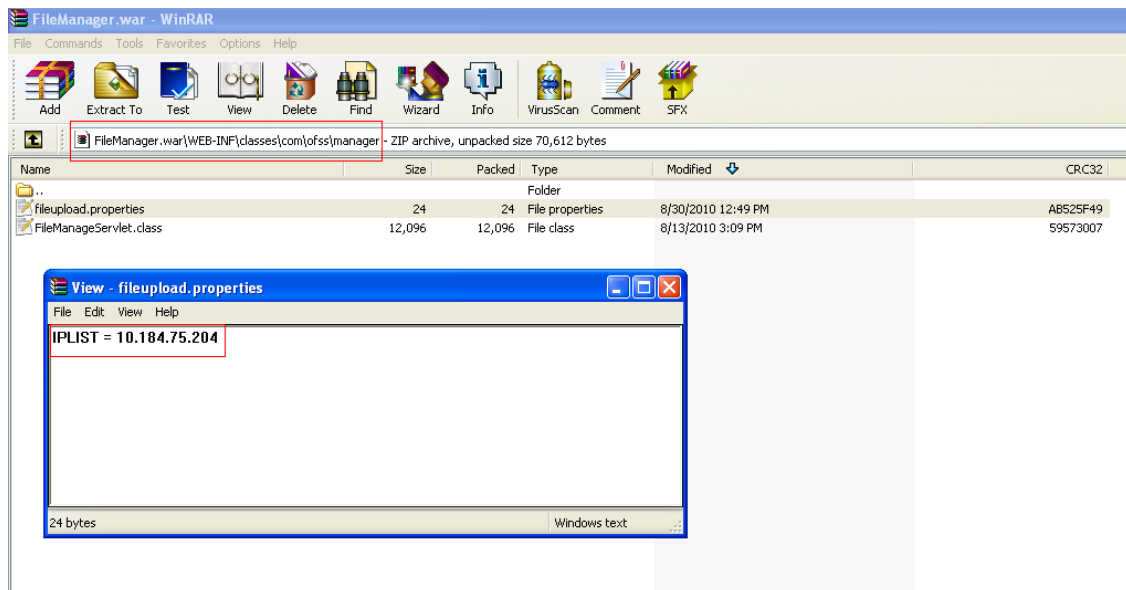 FileManager.war - WinRAR
File Commands Tools Favorites Options Help
Add Extract To Test View Delete Find Wizard Info VirusScan Comment SFX
FileManager.war\WEB-INF\classes\com\ofss\manager - ZIP archive, unpacked size 70,612 bytes
Name Size Packed Type Modified CRC32
.. Folder
fileupload.properties 24 24 File properties 8/30/2010 12:49 PM AB525F49
FileManageServlet.class 12,096 12,096 File class 8/13/2010 3:09 PM 59573007
View - fileupload.properties
File Edit View Help
IPLIST = 10.184.75.204
24 bytes Windows text